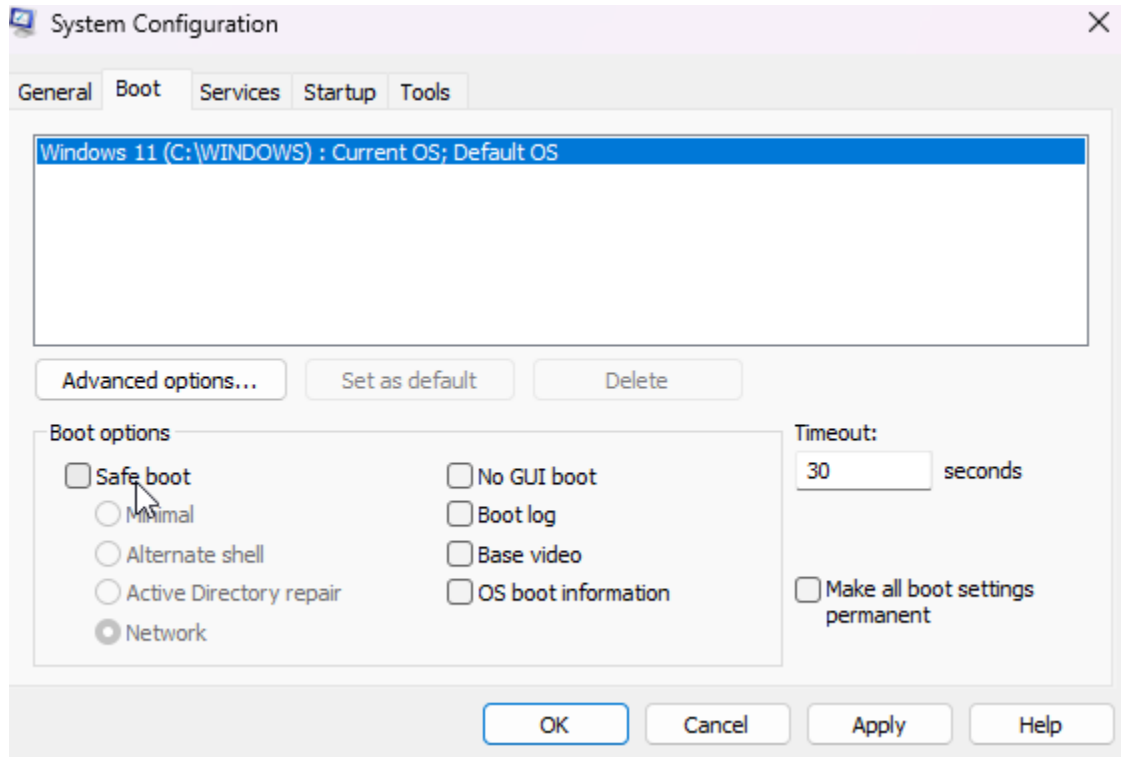 System Configuration
General Boot Services Startup Tools
Windows 11 (C:\WINDOWS) : Current OS; Default OS
Advanced options... Set as default Delete
Boot options
Safe boot
Minimal
Alternate shell
Active Directory repair
Network
No GUI boot
Boot log
Base video
OS boot information
Timeout:
30 seconds
Make all boot settings
permanent
OK Cancel Apply Help